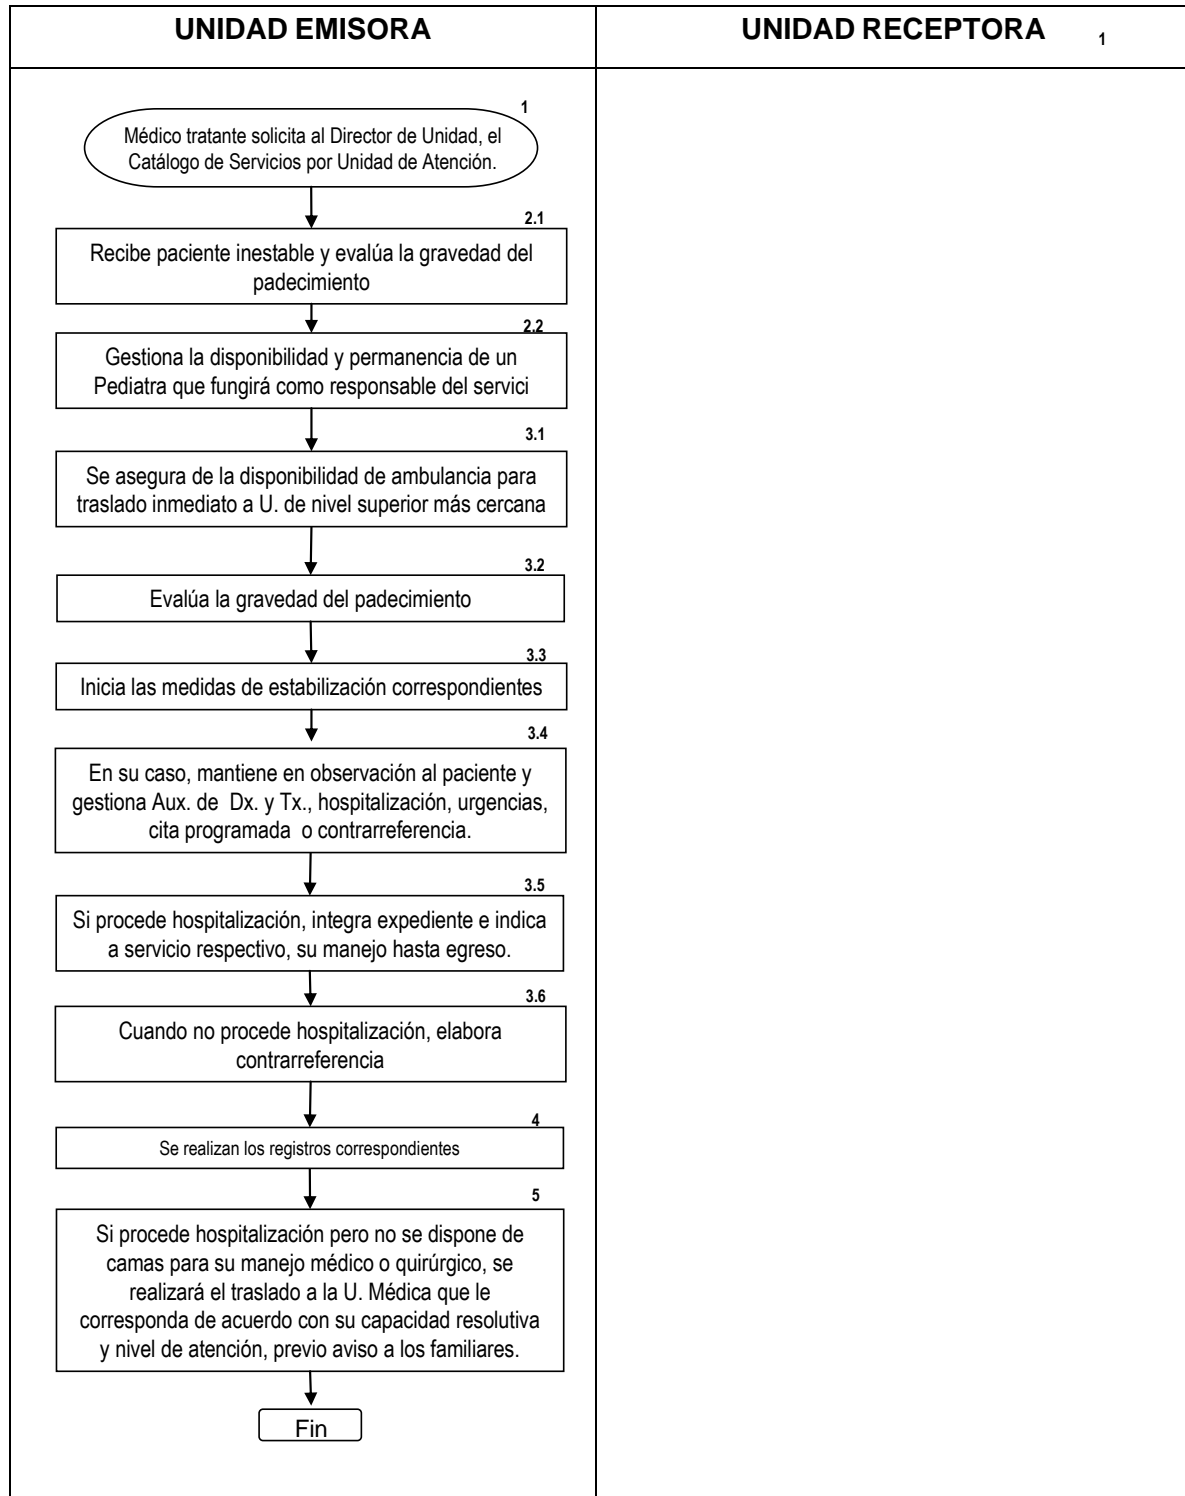 UNIDAD EMISORA
UNIDAD RECEPTORA 1
1
Médico tratante solicita al Director de Unidad, el
Catálogo de Servicios por Unidad de Atención.
2.1
Recibe paciente inestable y evalúa la gravedad del
padecimiento
2.2
Gestiona la disponibilidad y permanencia de un
Pediatra que fungirá como responsable del servici
3.1
Se asegura de la disponibilidad de ambulancia para
traslado inmediato a U. de nivel superior más cercana
3.2
Evalúa la gravedad del padecimiento
3.3
Inicia las medidas de estabilización correspondientes
3.4
En su caso, mantiene en observación al paciente y
gestiona Aux. de Dx. y Tx., hospitalización, urgencias,
cita programada o contrarreferencia.
3.5
Si procede hospitalización, integra expediente e indica
a servicio respectivo, su manejo hasta egreso.
3.6
Cuando no procede hospitalización, elabora
contrarreferencia
4
Se realizan los registros correspondientes
5
Si procede hospitalización pero no se dispone de
camas para su manejo médico o quirúrgico, se
realizará el traslado a la U. Médica que le
corresponda de acuerdo con su capacidad resolutiva
y nivel de atención, previo aviso a los familiares.
Fin